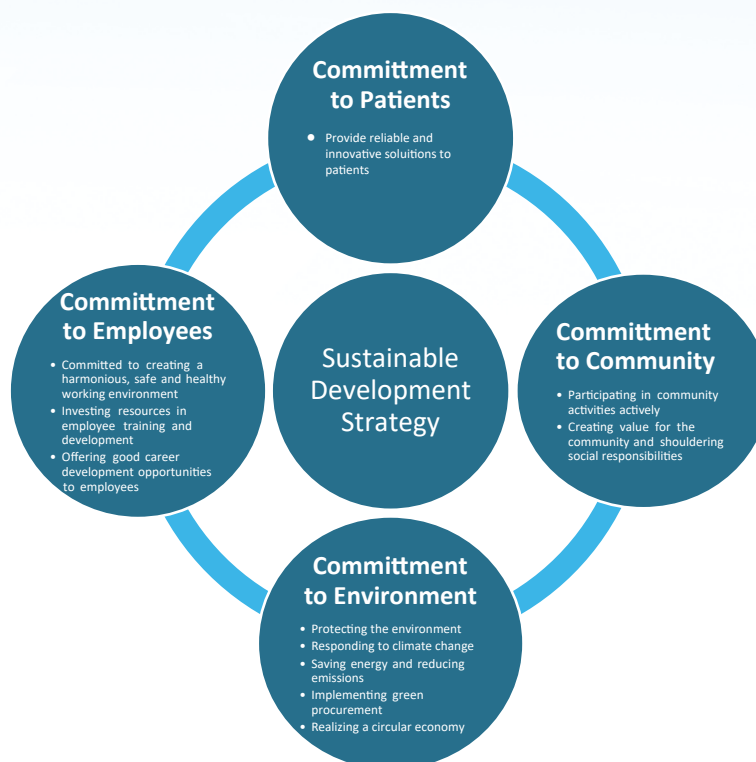 Committment
to Patients
• Provide reliable and
innovative soluitions to
patients
Committment
to Employees
• Committed to creating a
harmonious, safe and healthy
working environment
• Investing resources in
employee training and
development
• Offering good career
development opportunities
to employees
Sustainable
Development
Strategy
Committment
to Community
• Participating in community
activities actively
• Creating value for the
community and shouldering
social responsibilities
Committment
to Environment
• Protecting the environment
• Responding to climate change
• Saving energy and reducing
emissions
• Implementing green
procurement
• Realizing a circular economy